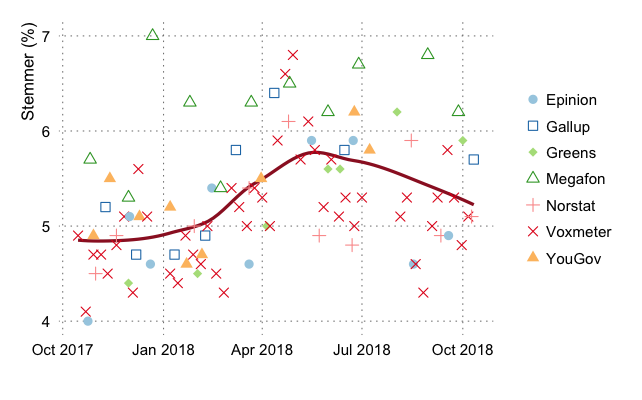 Stemmer (%)
7
6
5
4
Oct 2017 Jan 2018 Apr 2018 Jul 2018 Oct 2018
Epinion
Gallup
Greens
Megafon
Norstat
Voxmeter
YouGov